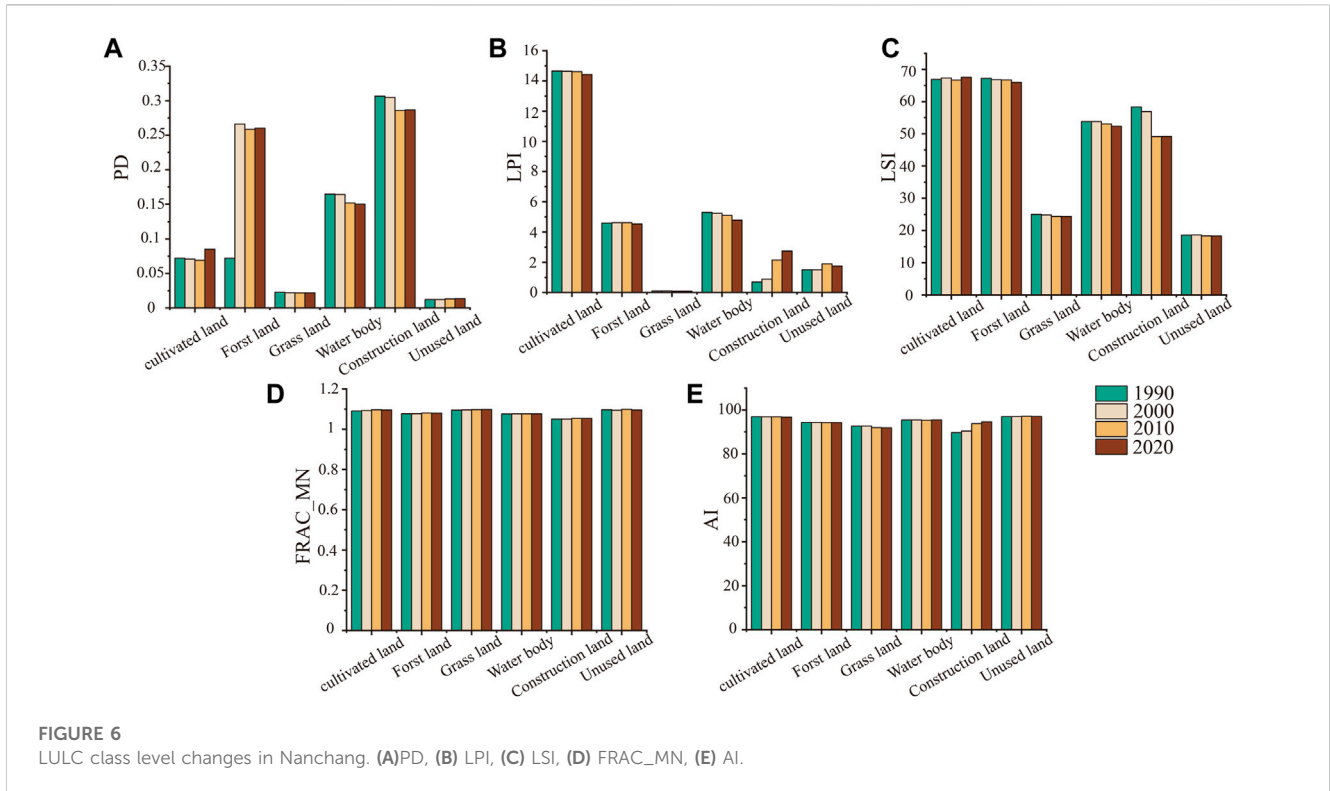 A
PD
0.35
0.3
0.25
0.2
0.15
0.1
0.05
0
cultivated land
Forst land
Grass land
Water body
Construction land
Unused land
B
LPI
16
14
12
10
8
6
4
2
0
cultivated land
Forst land
Grass land
Water body
Construction land
Unused land
C
LSI
70
60
50
40
30
20
10
0
cultivated land
Forst land
Grass land
Water body
Construction land
Unused land
D
FRAC_MN
1.2
1
0.8
0.6
0.4
0.2
0
cultivated land
Forst land
Grass land
Water body
Construction land
Unused land
E
AI
100
80
60
40
20
0
cultivated land
Forst land
Grass land
Water body
Construction land
Unused land
1990
2000
2010
2020
FIGURE 6
LULC class level changes in Nanchang. (A)PD, (B) LPI, (C) LSI, (D) FRAC_MN, (E) AI.